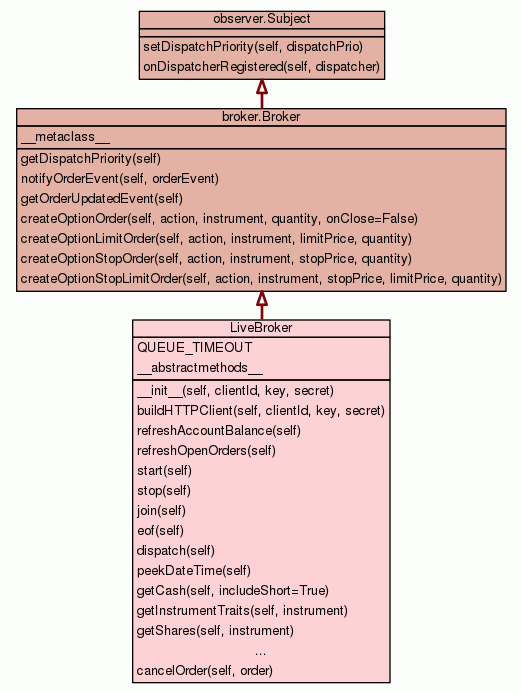 observer.Subject
setDispatchPriority(self, dispatchPrio)
onDispatcherRegistered(self, dispatcher)
broker.Broker
__metaclass__
getDispatchPriority(self)
notifyOrderEvent(self, orderEvent)
getOrderUpdatedEvent(self)
createOptionOrder(self, action, instrument, quantity, onClose=False)
createOptionLimitOrder(self, action, instrument, limitPrice, quantity)
createOptionStopOrder(self, action, instrument, stopPrice, quantity)
createOptionStopLimitOrder(self, action, instrument, stopPrice, limitPrice, quantity)
LiveBroker
QUEUE_TIMEOUT
__abstractmethods__
__init__(self, clientId, key, secret)
buildHTTPClient(self, clientId, key, secret)
refreshAccountBalance(self)
refreshOpenOrders(self)
start(self)
stop(self)
join(self)
eof(self)
dispatch(self)
peekDateTime(self)
getCash(self, includeShort=True)
getInstrumentTraits(self, instrument)
getShares(self, instrument)
...
cancelOrder(self, order)